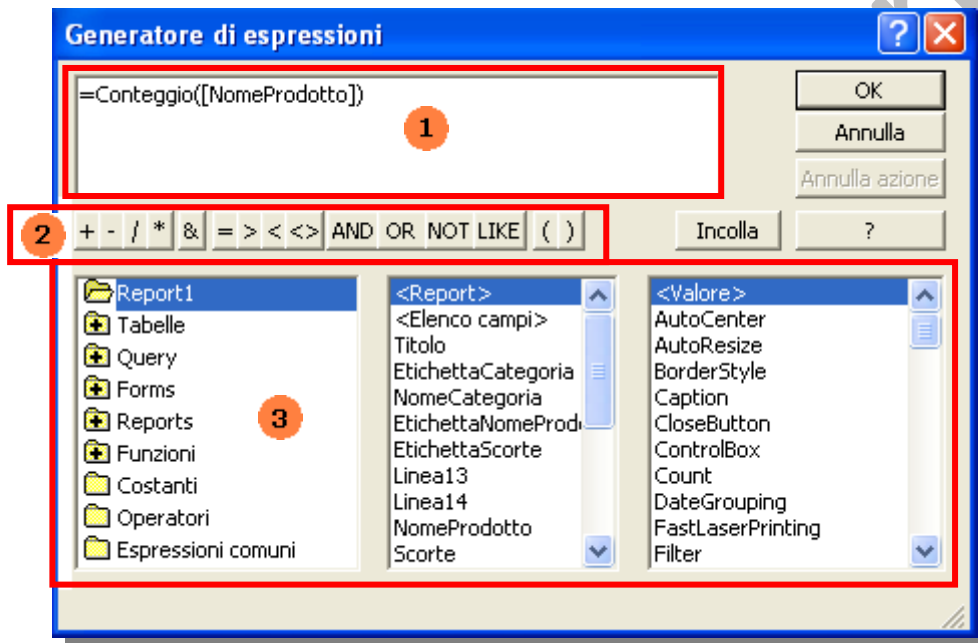 Generatore di espressioni
?
=Conteggio([NomeProdotto])
OK
1
Annulla
Annulla azione
2
+ - / * & = > < <> AND OR NOT LIKE ( )
Incolla
?
Report1
Tabelle
Query
Forms
Reports
Funzioni
Costanti
Operatori
Espressioni comuni
3
<Report>
<Elenco campi>
Titolo
EtichettaCategoria
NomeCategoria
EtichettaNomeProd
EtichettaScorte
Linea13
Linea14
NomeProdotto
Scorte
<Valore>
AutoCenter
AutoResize
BorderStyle
Caption
CloseButton
ControlBox
Count
DateGrouping
FastLaserPrinting
Filter